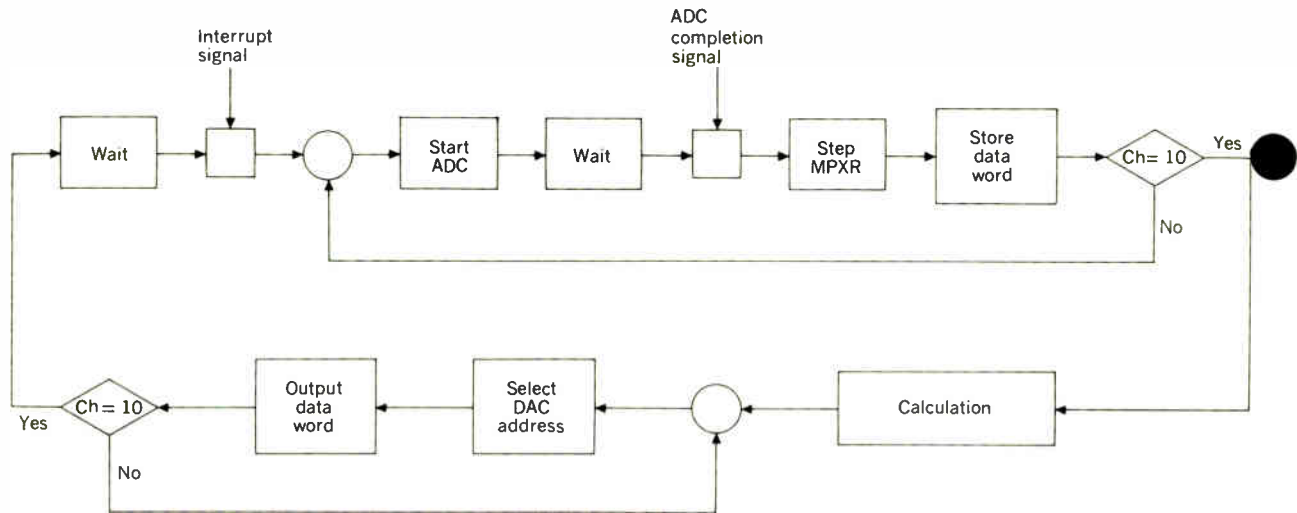 Interrupt
signal
ADC
completion
signal
Wait
Start
ADC
Wait
Step
MPXR
Store
data
word
Ch= 10
Yes
No
Calculation
Select
DAC
address
Output
data
word
Ch= 10
Yes
No